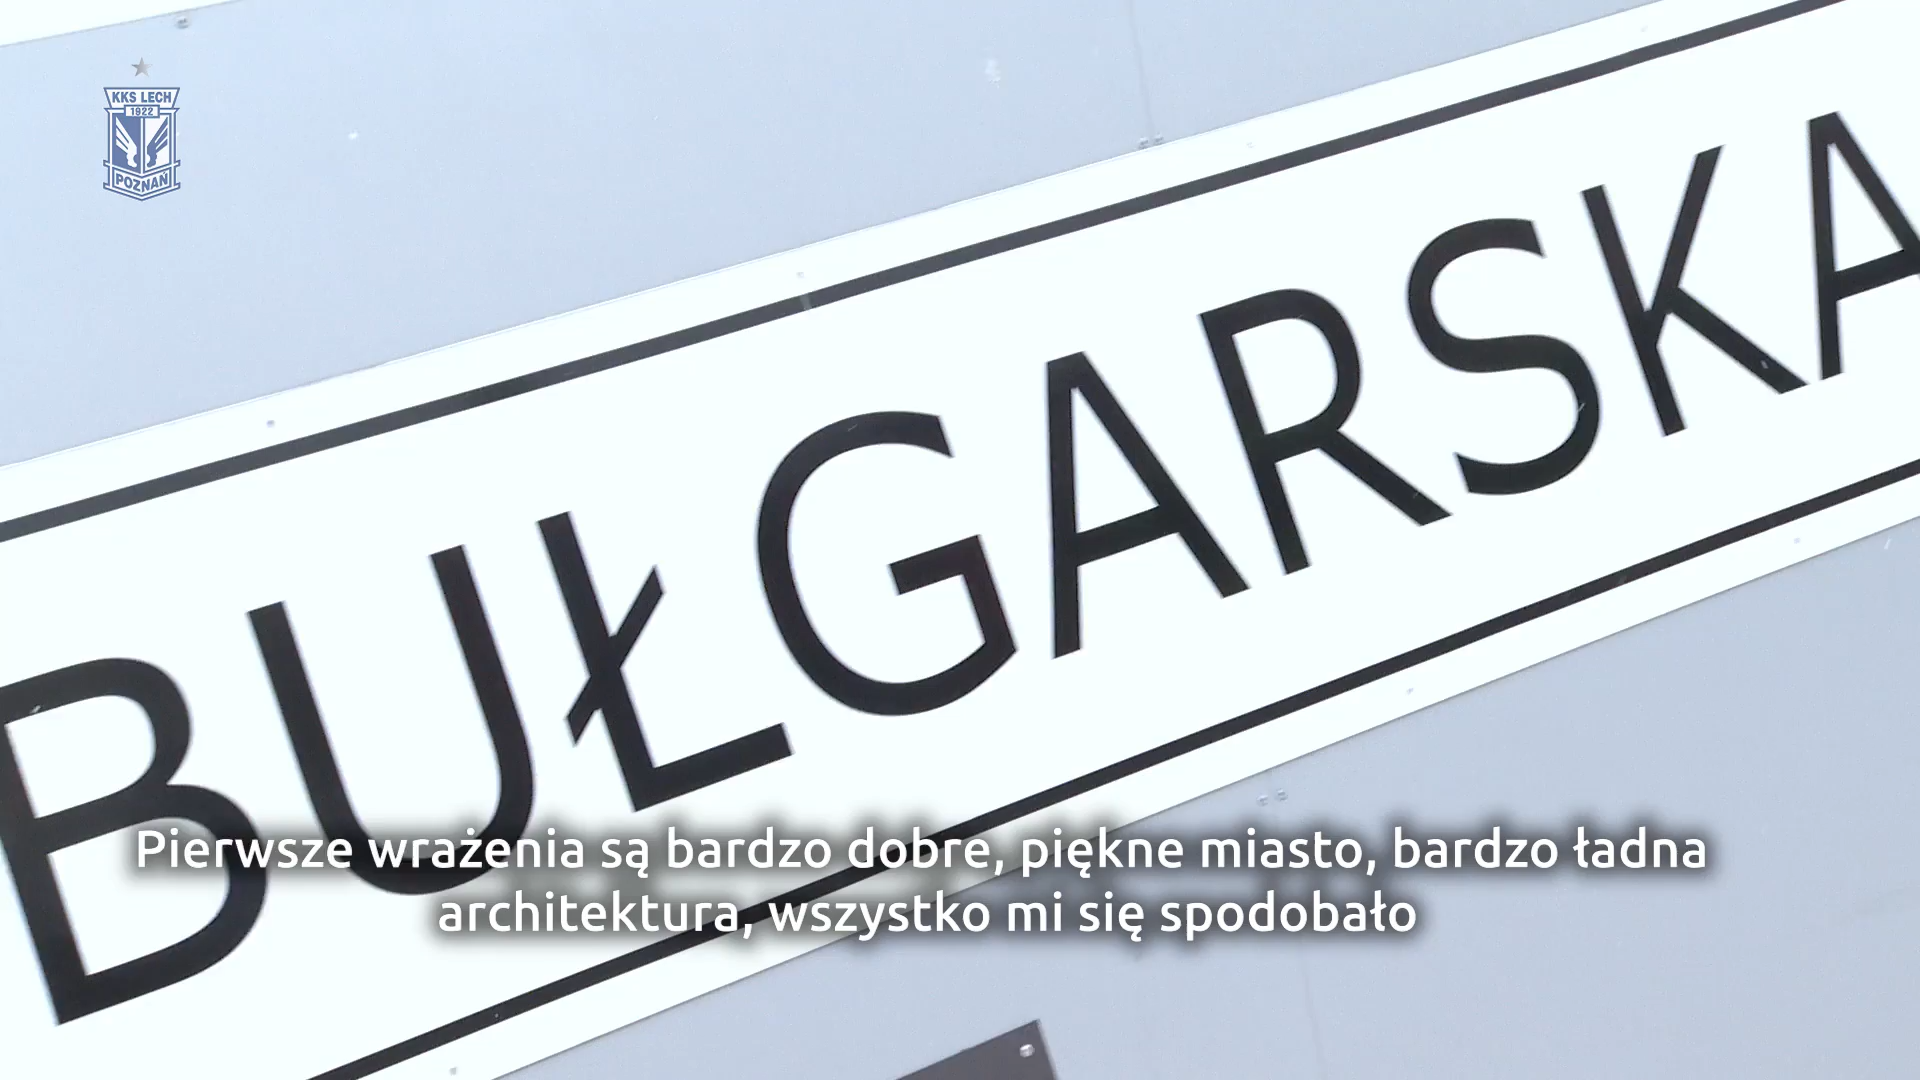 KKS LECH
1922
POZNAŃ
BUŁGARSKA
Pierwsze wrażenia są bardzo dobre, piękne miasto, bardzo ładna
architektura, wszystko mi się spodobało